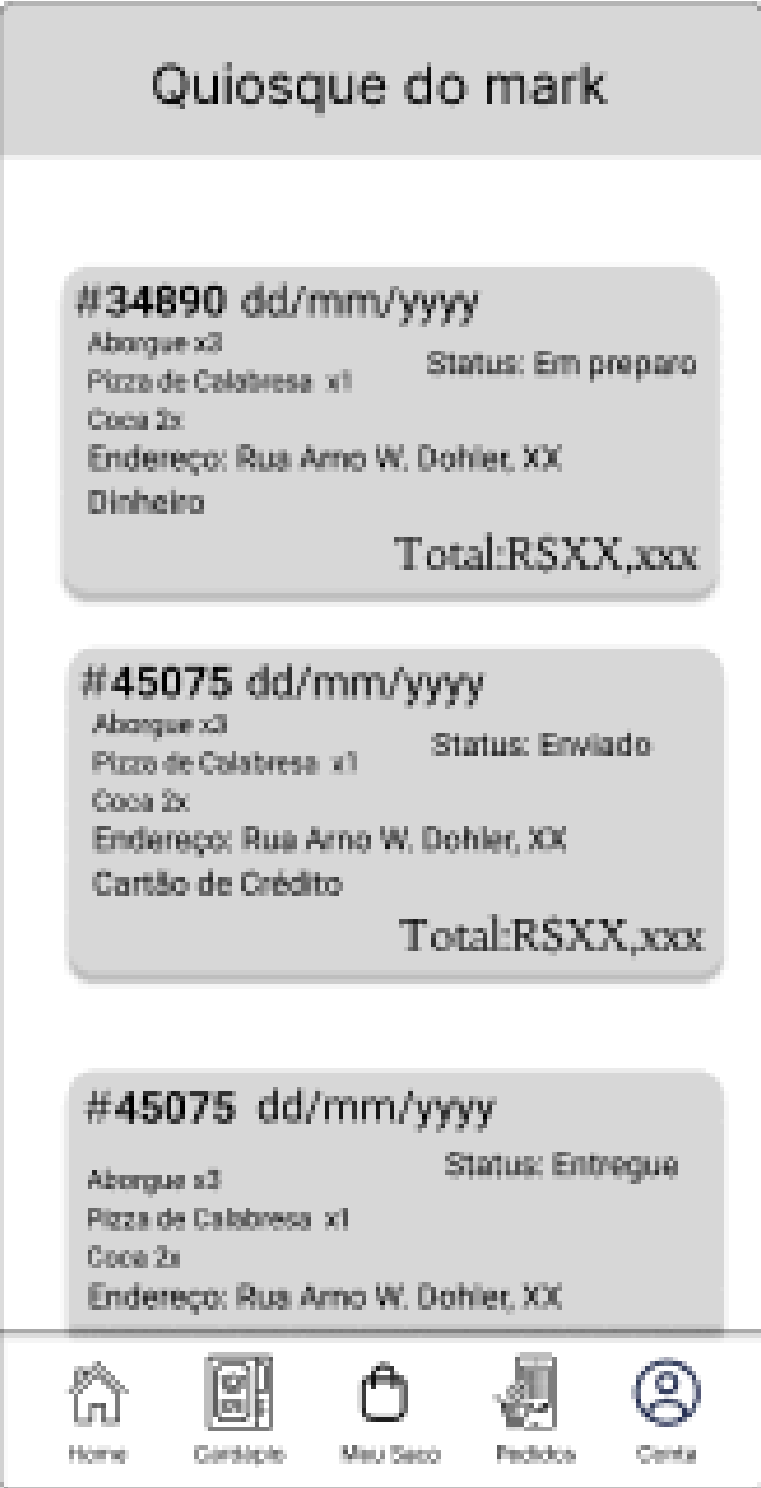 Quiosque do mark
#34890 dd/mm/yyyy
Aborgue x3
Status: Em preparo
Pizza de Calabresa x1
Coca 2x
Endereço: Rua Arno W. Dohler, XX
Dinheiro
Total:R$XX,xxx
#45075 dd/mm/yyyy
Aborgue x3
Status: Enviado
Pizza de Calabresa x1
Coca 2x
Endereço: Rua Arno W. Dohler, XX
Cartão de Crédito
Total:R$XX,xxx
#45075 dd/mm/yyyy
Status: Entregue
Aborgue x3
Pizza de Calabresa x1
Coca 2x
Endereço: Rua Arno W. Dohler, XX
Home Cardápio Meu Saco Pedidos Conta